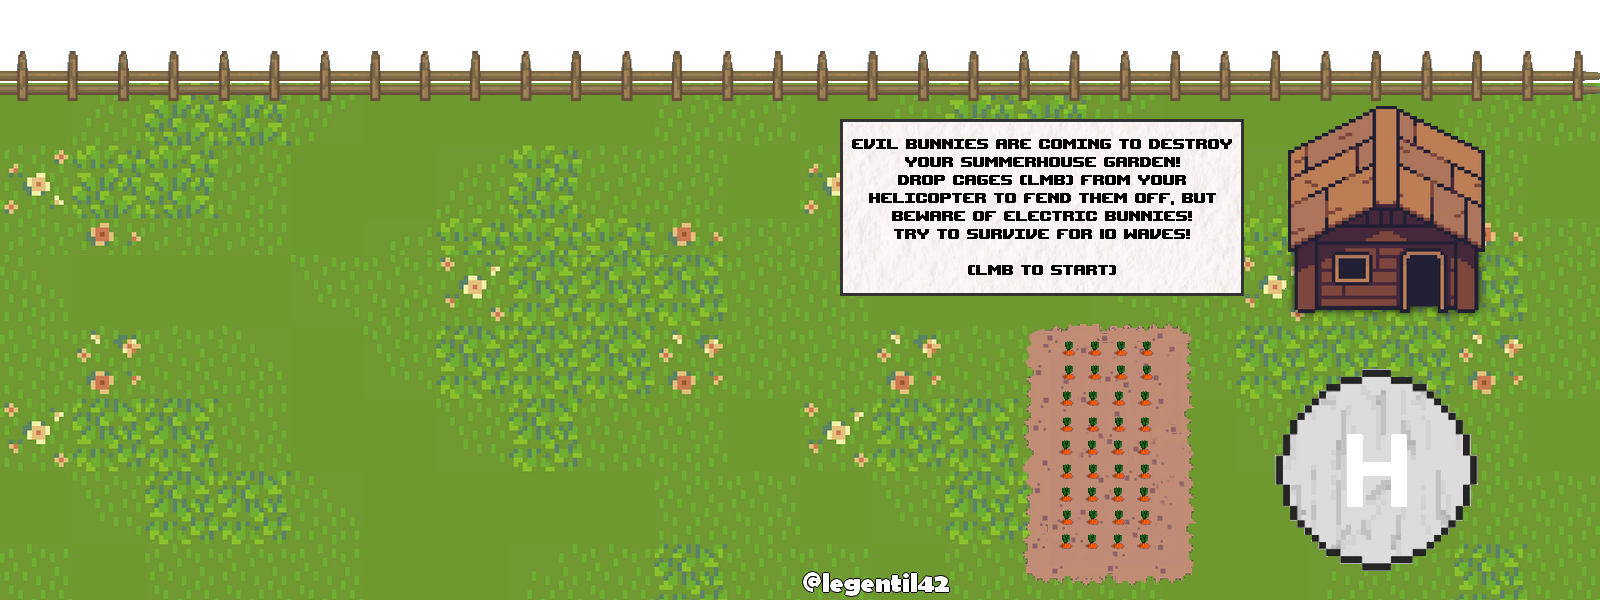 EVIL BUNNIES ARE COMING TO DESTROY
YOUR SUMMERHOUSE GARDEN!
DROP CAGES (LMB) FROM YOUR
HELICOPTER TO FEND THEM OFF, BUT
BEWARE OF ELECTRIC BUNNIES!
TRY TO SURVIVE FOR 10 WAVES!
(LMB TO START)
H
@legentil42